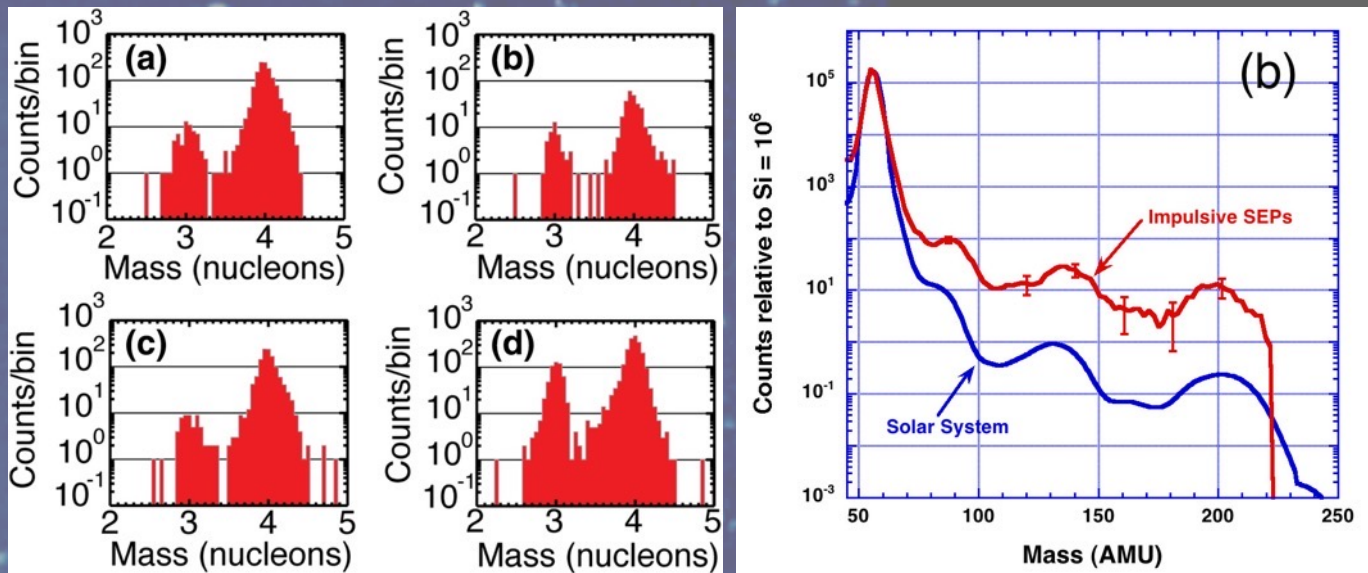 (a)
Counts/bin
10³
10²
10¹
10⁰
10⁻¹
2 3 4 5
Mass (nucleons)
(b)
Counts/bin
10³
10²
10¹
10⁰
10⁻¹
2 3 4 5
Mass (nucleons)
(c)
Counts/bin
10³
10²
10¹
10⁰
10⁻¹
2 3 4 5
Mass (nucleons)
(d)
Counts/bin
10³
10²
10¹
10⁰
10⁻¹
2 3 4 5
Mass (nucleons)
(b)
Counts relative to Si = 10⁶
10⁵
10³
10¹
10⁻¹
10⁻³
Impulsive SEPs
Solar System
50 100 150 200 250
Mass (AMU)